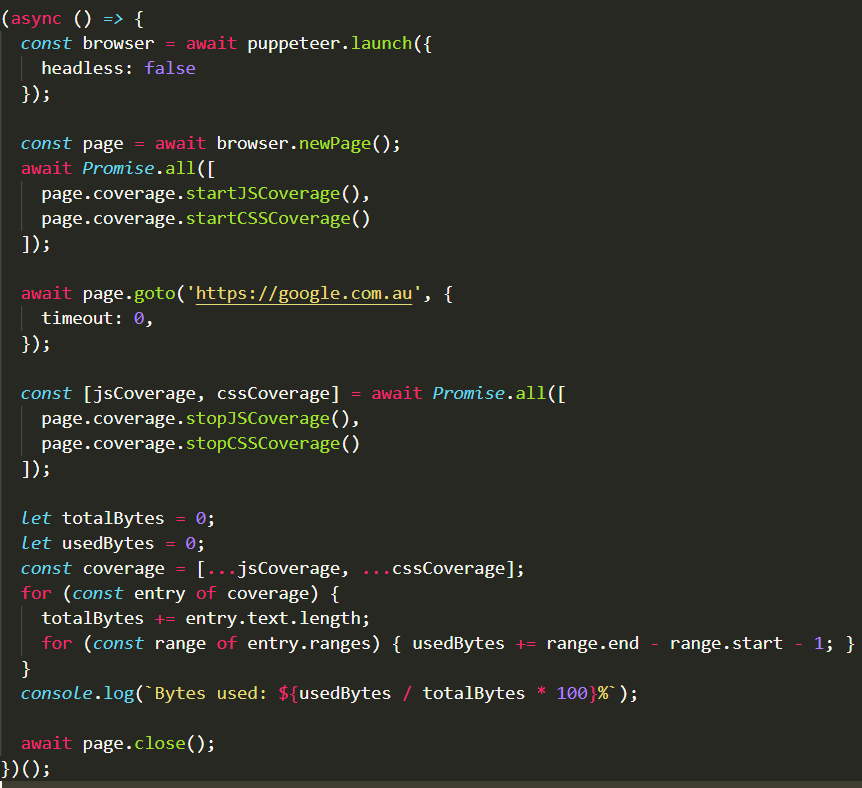 (async () => {
  const browser = await puppeteer.launch({
    headless: false
  });

  const page = await browser.newPage();
  await Promise.all([
    page.coverage.startJSCoverage(),
    page.coverage.startCSSCoverage()
  ]);

  await page.goto('https://google.com.au', {
    timeout: 0,
  });

  const [jsCoverage, cssCoverage] = await Promise.all([
    page.coverage.stopJSCoverage(),
    page.coverage.stopCSSCoverage()
  ]);

  let totalBytes = 0;
  let usedBytes = 0;
  const coverage = [...jsCoverage, ...cssCoverage];
  for (const entry of coverage) {
    totalBytes += entry.text.length;
    for (const range of entry.ranges) { usedBytes += range.end - range.start - 1; }
  }
  console.log(`Bytes used: ${usedBytes / totalBytes * 100}%`);

  await page.close();
})();